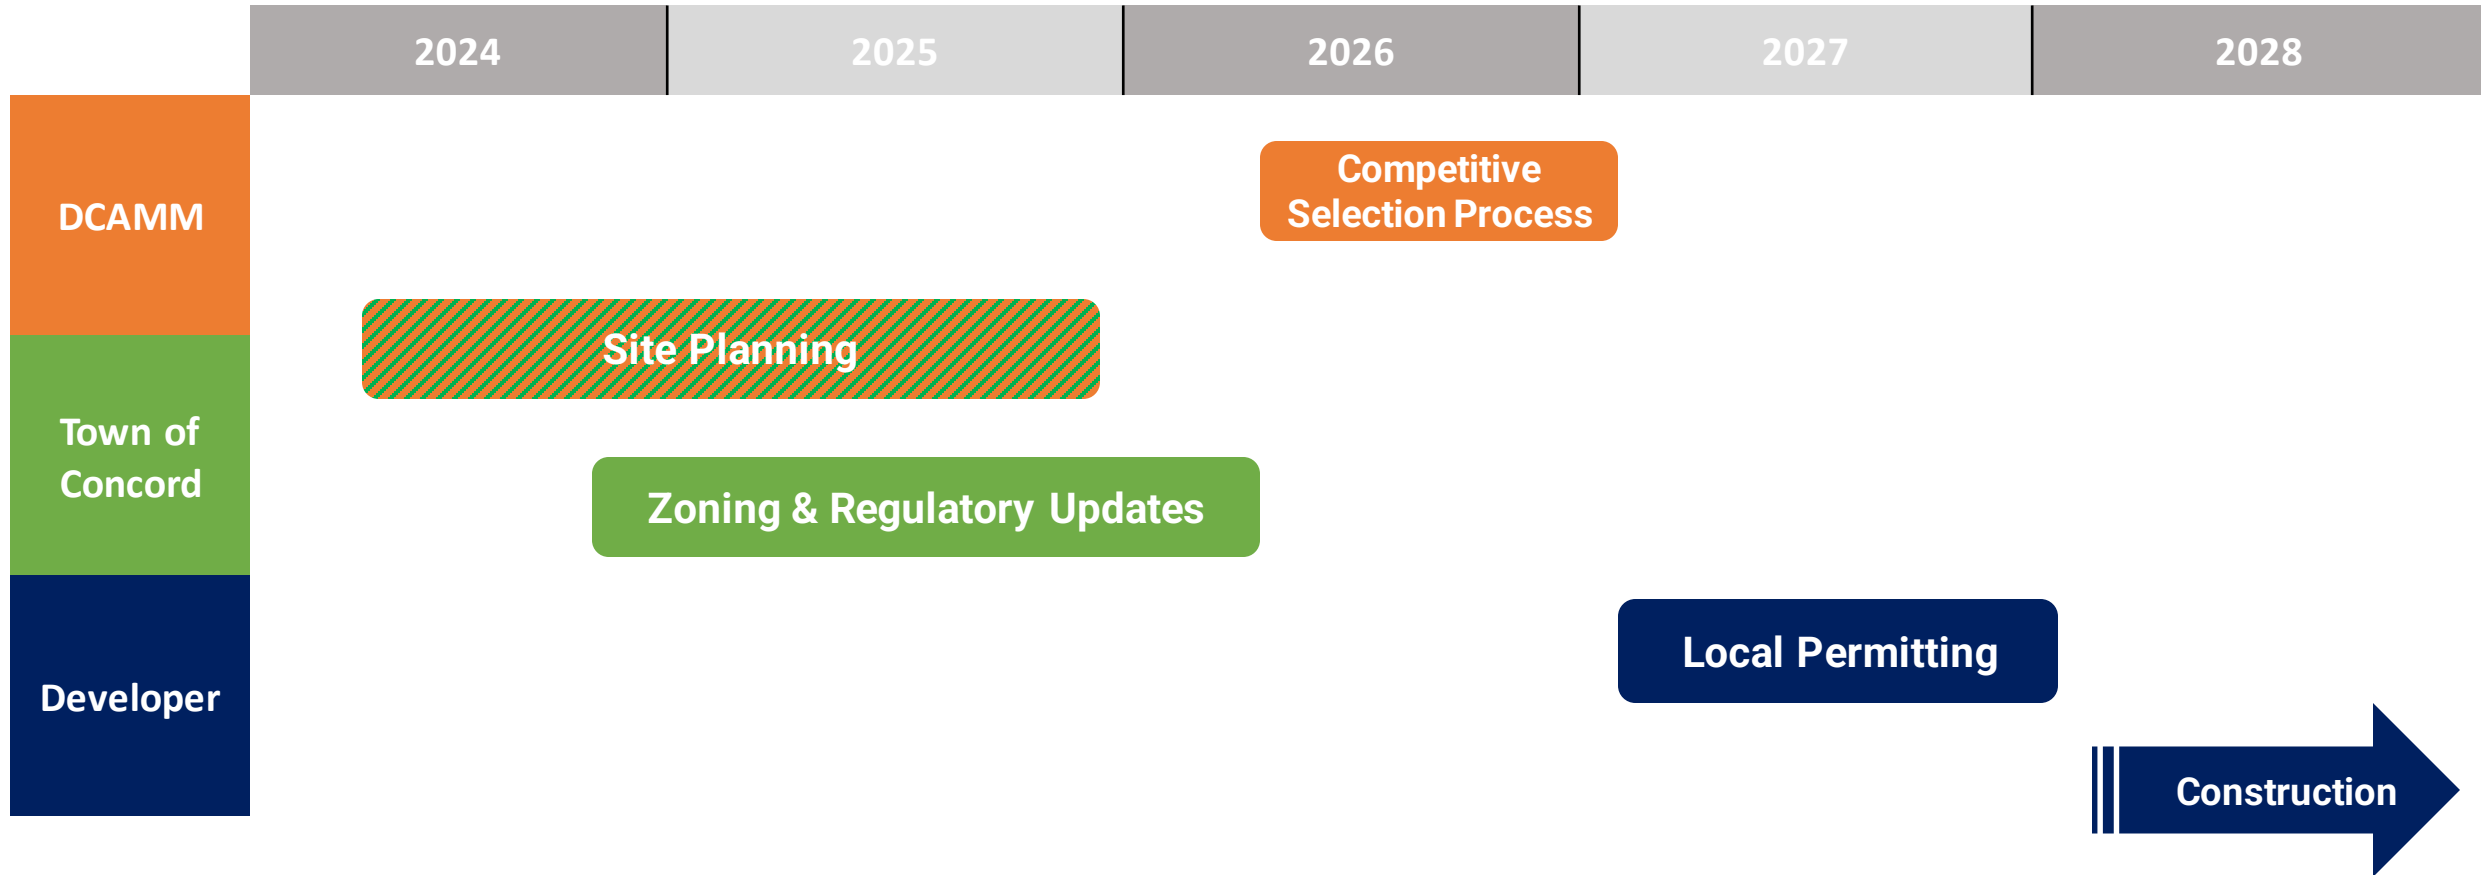 2024 2025 2026 2027 2028
DCAMM
Competitive
Selection Process
Site Planning
Town of
Concord
Zoning & Regulatory Updates
Developer
Local Permitting
Construction